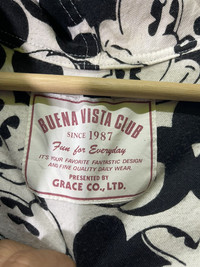 BUENA VISTA CLUB
SINCE 1987
Fun for Everyday
IT'S YOUR FAVORITE FANTASTIC DESIGN
AND FINE QUALITY DAILY WEAR.
PRESENTED BY
GRACE CO., LTD.